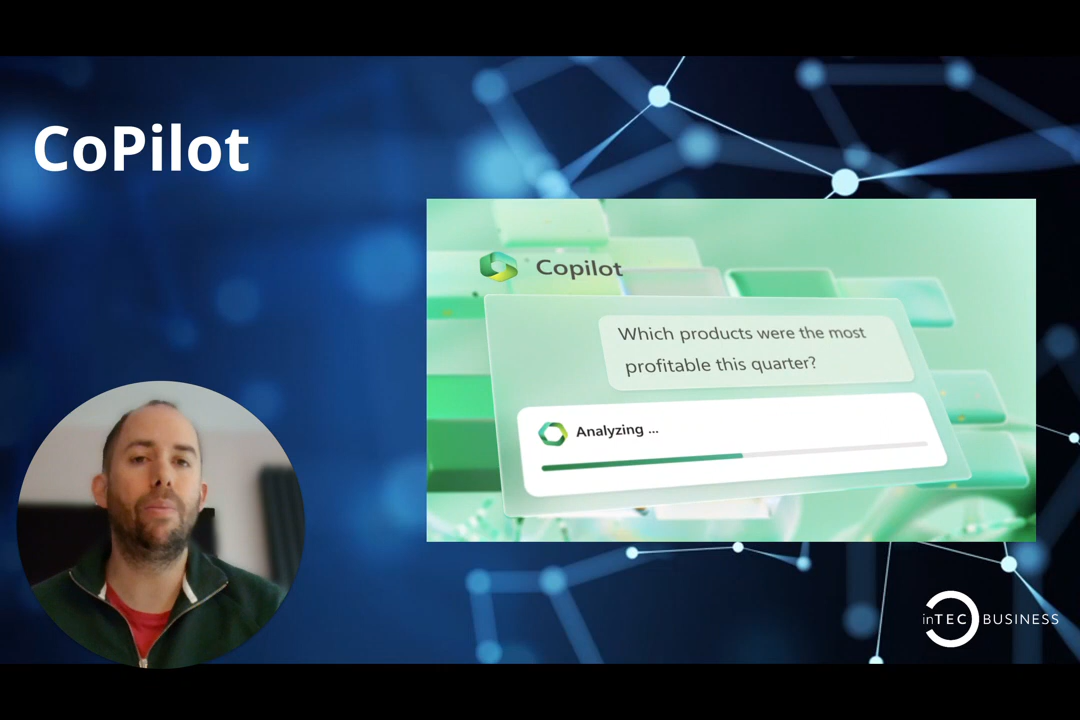 CoPilot
Copilot
Which products were the most
profitable this quarter?
Analyzing ...
inTEC BUSINESS